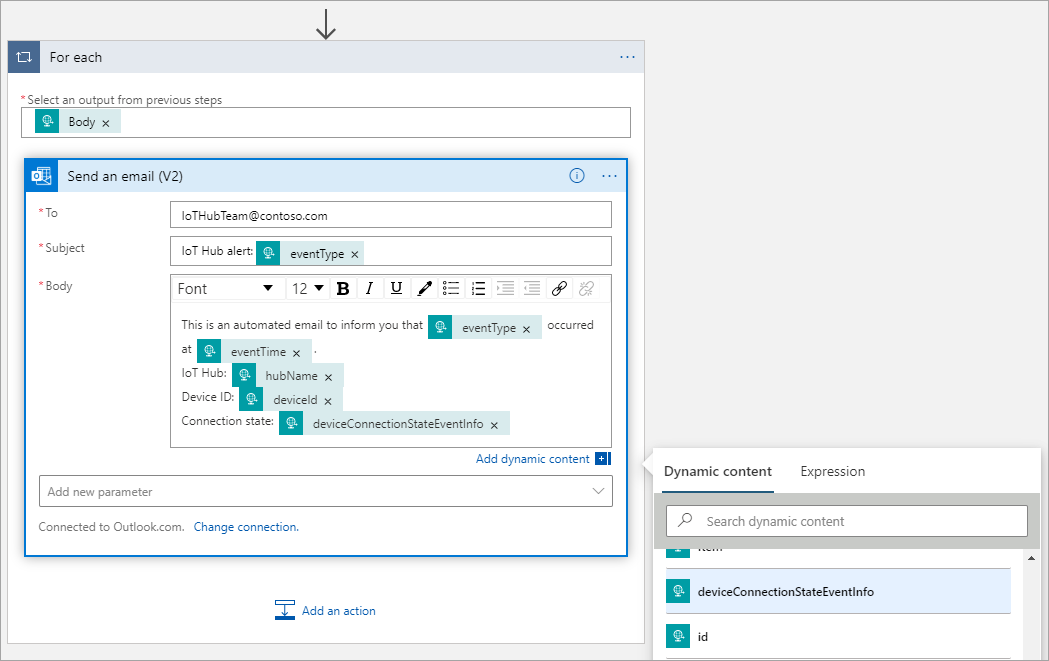 For each
* Select an output from previous steps
Body ×
Send an email (V2)
* To
IoTHubTeam@contoso.com
* Subject
IoT Hub alert: eventType ×
* Body
Font 12 B I U
This is an automated email to inform you that eventType × occurred
at eventTime × .
IoT Hub: hubName ×
Device ID: deviceId ×
Connection state: deviceConnectionStateEventInfo ×
Add dynamic content
Add new parameter
Connected to Outlook.com. Change connection.
Add an action
Dynamic content Expression
Search dynamic content
deviceConnectionStateEventInfo
id